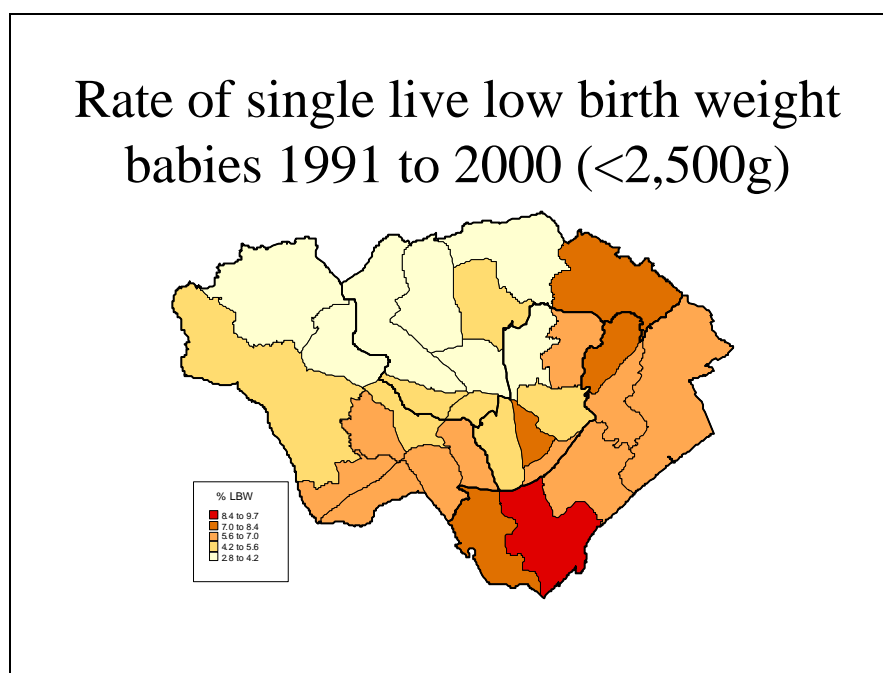 Rate of single live low birth weight
babies 1991 to 2000 (<2,500g)
% LBW
8.4 to 9.7
7.0 to 8.4
5.6 to 7.0
4.2 to 5.6
2.8 to 4.2